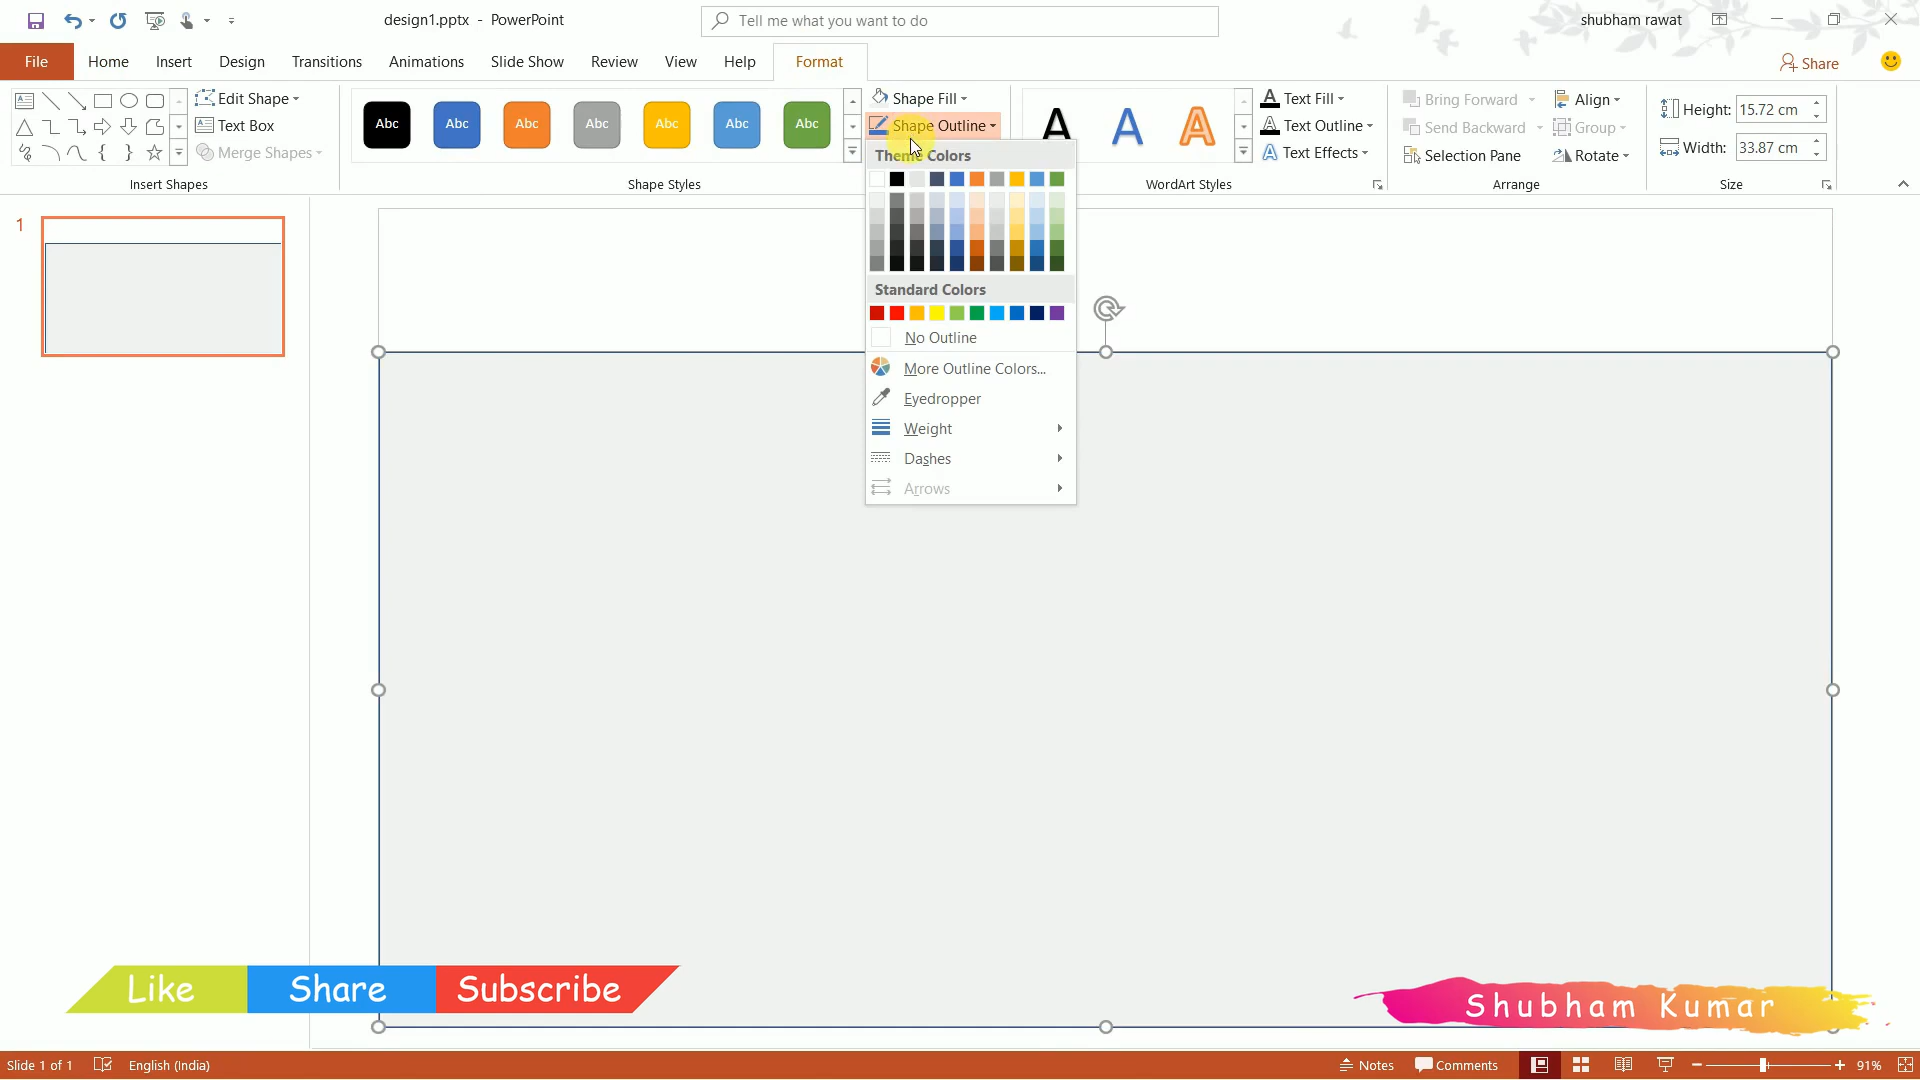 design1.pptx - PowerPoint
Tell me what you want to do
shubham rawat
File Home Insert Design Transitions Animations Slide Show Review View Help Format
Share
Edit Shape
Text Box
Merge Shapes
Insert Shapes
Abc Abc Abc Abc Abc Abc Abc
Shape Styles
Shape Fill
Shape Outline
A A A
WordArt Styles
Text Fill
Text Outline
Text Effects
Bring Forward
Send Backward
Selection Pane
Align
Group
Rotate
Arrange
Height: 15.72 cm
Width: 33.87 cm
Size
Theme Colors
Standard Colors
No Outline
More Outline Colors...
Eyedropper
Weight
Dashes
Arrows
1
Like Share Subscribe
Shubham Kumar
Slide 1 of 1 English (India) Notes Comments 91%